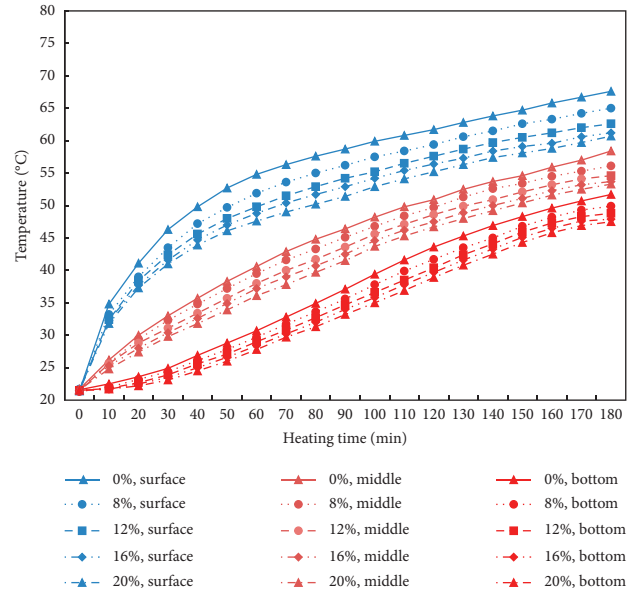 80
75
70
65
60
55
50
45
40
35
30
25
20
Temperature (°C)
0 10 20 30 40 50 60 70 80 90 100 110 120 130 140 150 160 170 180
Heating time (min)
0%, surface 0%, middle 0%, bottom
8%, surface 8%, middle 8%, bottom
12%, surface 12%, middle 12%, bottom
16%, surface 16%, middle 16%, bottom
20%, surface 20%, middle 20%, bottom